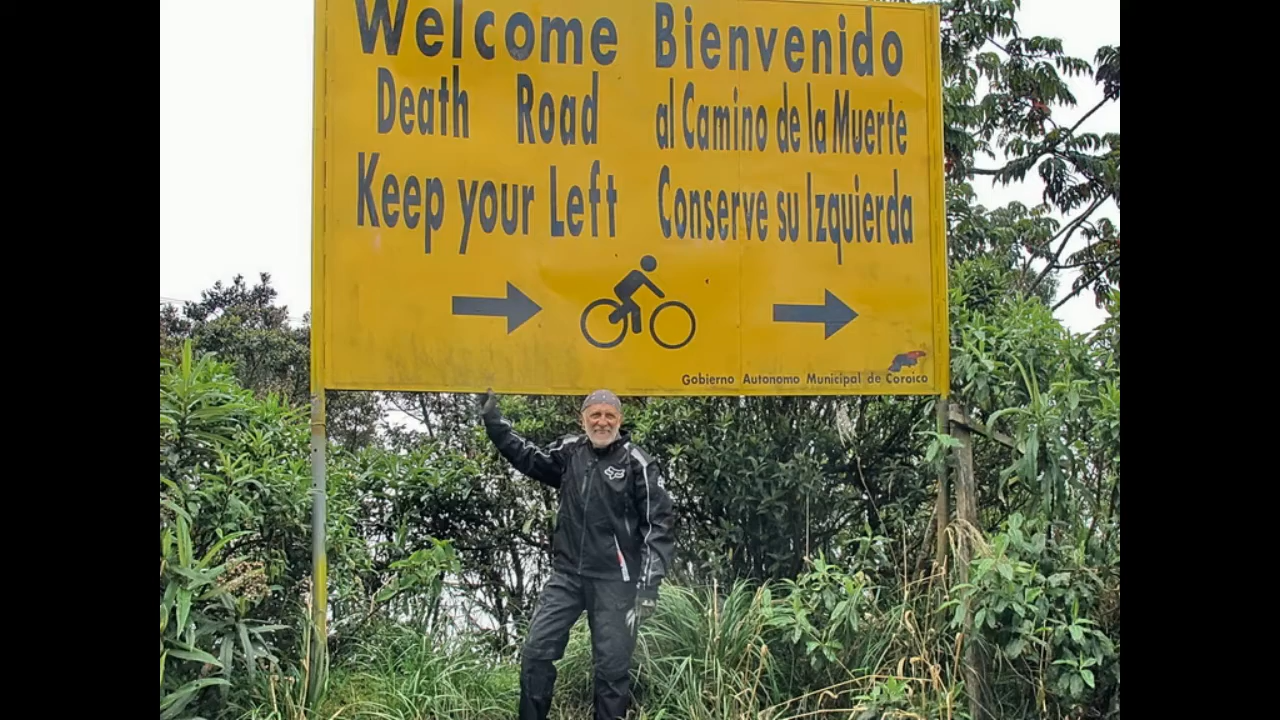 Welcome Bienvenido
Death Road al Camino de la Muerte
Keep your Left Conserve su Izquierda
Gobierno Autonomo Municipal de Coroico